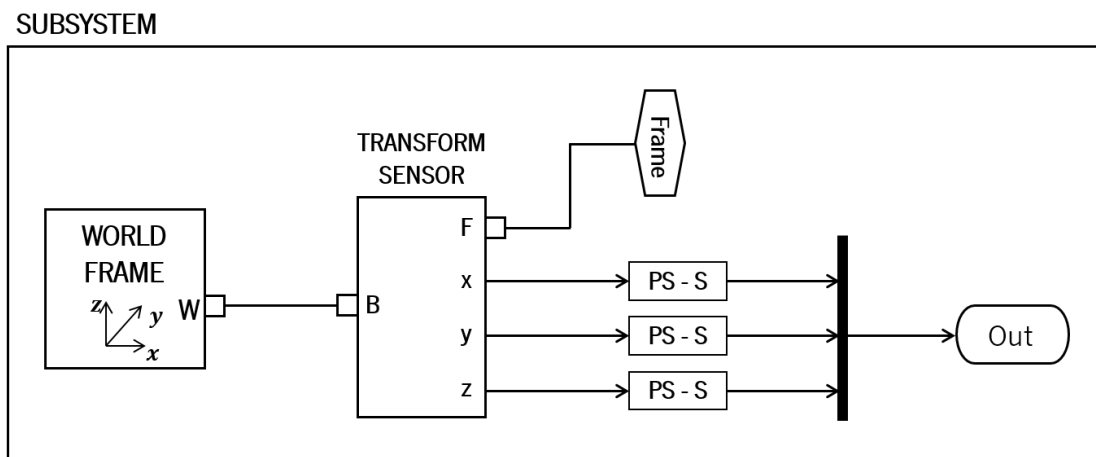 SUBSYSTEM
TRANSFORM
SENSOR
Frame
WORLD
FRAME
z
y
x
W
B
F
x
y
z
PS - S
PS - S
PS - S
Out